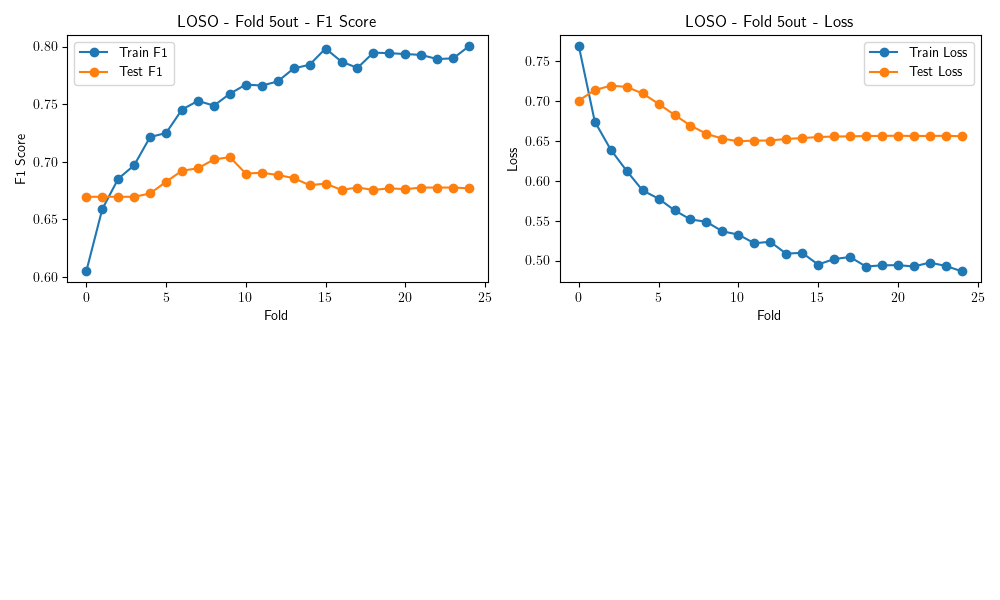 LOSO - Fold 5out - F1 Score
Train F1
Test F1
F1 Score
0.80
0.75
0.70
0.65
0.60
0 5 10 15 20 25
Fold
LOSO - Fold 5out - Loss
Train Loss
Test Loss
Loss
0.75
0.70
0.65
0.60
0.55
0.50
0 5 10 15 20 25
Fold